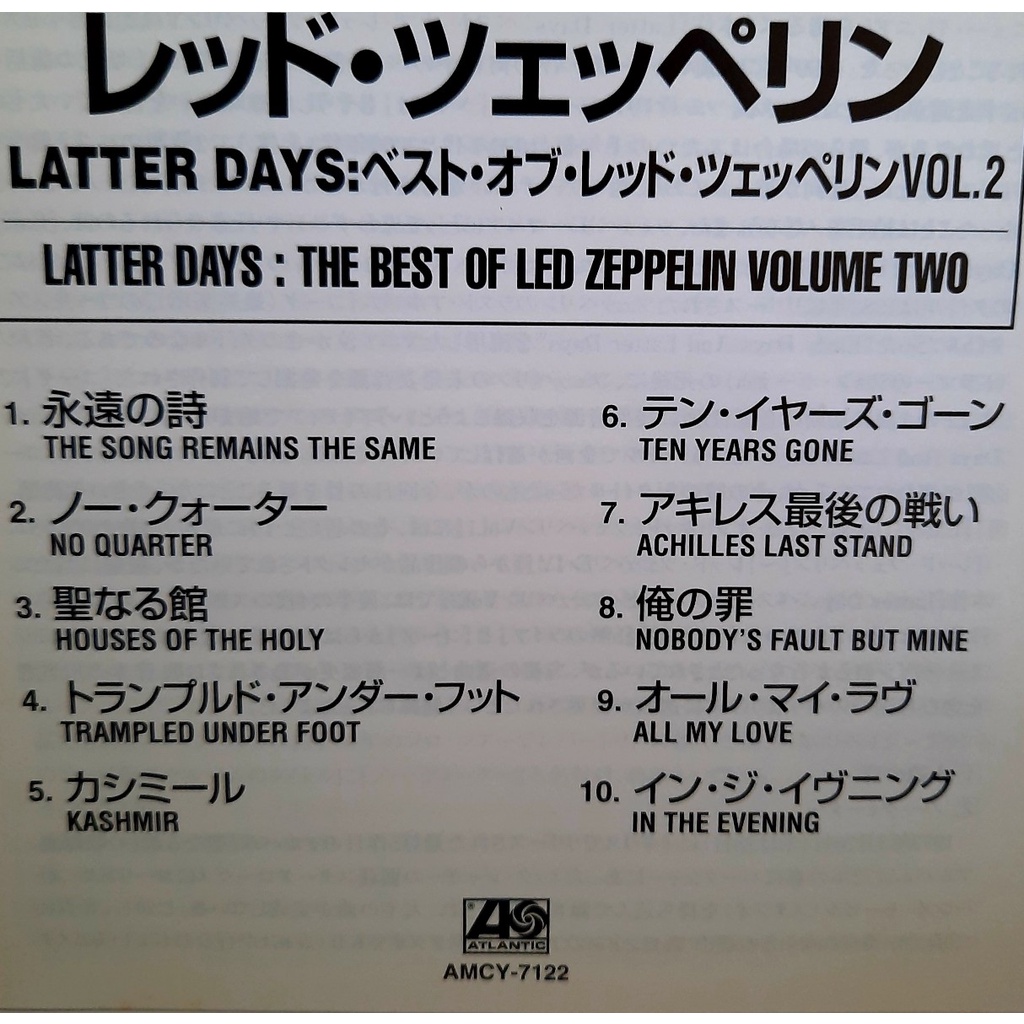 レッド・ツェッペリン
LATTER DAYS:ベスト・オブ・レッド・ツェッペリンVOL.2
LATTER DAYS : THE BEST OF LED ZEPPELIN VOLUME TWO
1. 永遠の詩
THE SONG REMAINS THE SAME
2. ノー・クォーター
NO QUARTER
3. 聖なる館
HOUSES OF THE HOLY
4. トランプルド・アンダー・フット
TRAMPLED UNDER FOOT
5. カシミール
KASHMIR
6. テン・イヤーズ・ゴーン
TEN YEARS GONE
7. アキレス最後の戦い
ACHILLES LAST STAND
8. 俺の罪
NOBODY'S FAULT BUT MINE
9. オール・マイ・ラヴ
ALL MY LOVE
10. イン・ジ・イヴニング
IN THE EVENING
ATLANTIC
AMCY-7122